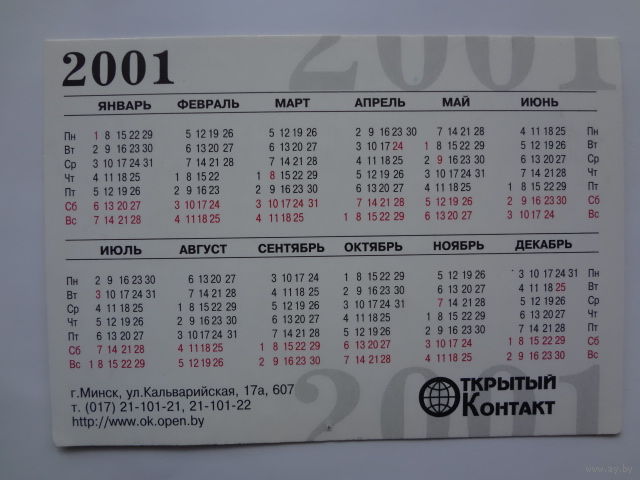 2001
2001
ЯНВАРЬ ФЕВРАЛЬ МАРТ АПРЕЛЬ МАЙ ИЮНЬ
Пн 1 8 15 22 29 5 12 19 26 5 12 19 26 2 9 16 23 30 7 14 21 28 4 11 18 25 Пн
Вт 2 9 16 23 30 6 13 20 27 6 13 20 27 3 10 17 24 1 8 15 22 29 5 12 19 26 Вт
Ср 3 10 17 24 31 7 14 21 28 7 14 21 28 4 11 18 25 2 9 16 23 30 6 13 20 27 Ср
Чт 4 11 18 25 1 8 15 22 1 8 15 22 29 5 12 19 26 3 10 17 24 31 7 14 21 28 Чт
Пт 5 12 19 26 2 9 16 23 2 9 16 23 30 6 13 20 27 4 11 18 25 1 8 15 22 29 Пт
Сб 6 13 20 27 3 10 17 24 3 10 17 24 31 7 14 21 28 5 12 19 26 2 9 16 23 30 Сб
Вс 7 14 21 28 4 11 18 25 4 11 18 25 1 8 15 22 29 6 13 20 27 3 10 17 24 Вс
ИЮЛЬ АВГУСТ СЕНТЯБРЬ ОКТЯБРЬ НОЯБРЬ ДЕКАБРЬ
Пн 2 9 16 23 30 6 13 20 27 3 10 17 24 1 8 15 22 29 5 12 19 26 3 10 17 24 31 Пн
Вт 3 10 17 24 31 7 14 21 28 4 11 18 25 2 9 16 23 30 6 13 20 27 4 11 18 25 Вт
Ср 4 11 18 25 1 8 15 22 29 5 12 19 26 3 10 17 24 31 7 14 21 28 5 12 19 26 Ср
Чт 5 12 19 26 2 9 16 23 30 6 13 20 27 4 11 18 25 1 8 15 22 29 6 13 20 27 Чт
Пт 6 13 20 27 3 10 17 24 31 7 14 21 28 5 12 19 26 2 9 16 23 30 7 14 21 28 Пт
Сб 7 14 21 28 4 11 18 25 1 8 15 22 29 6 13 20 27 3 10 17 24 1 8 15 22 29 Сб
Вс 1 8 15 22 29 5 12 19 26 2 9 16 23 30 7 14 21 28 4 11 18 25 2 9 16 23 30 Вс
г.Минск, ул.Кальварийская, 17а, 607
т. (017) 21-101-21, 21-101-22
http://www.ok.open.by
ОТКРЫТЫЙ
КОНТАКТ
2001
www.ay.by